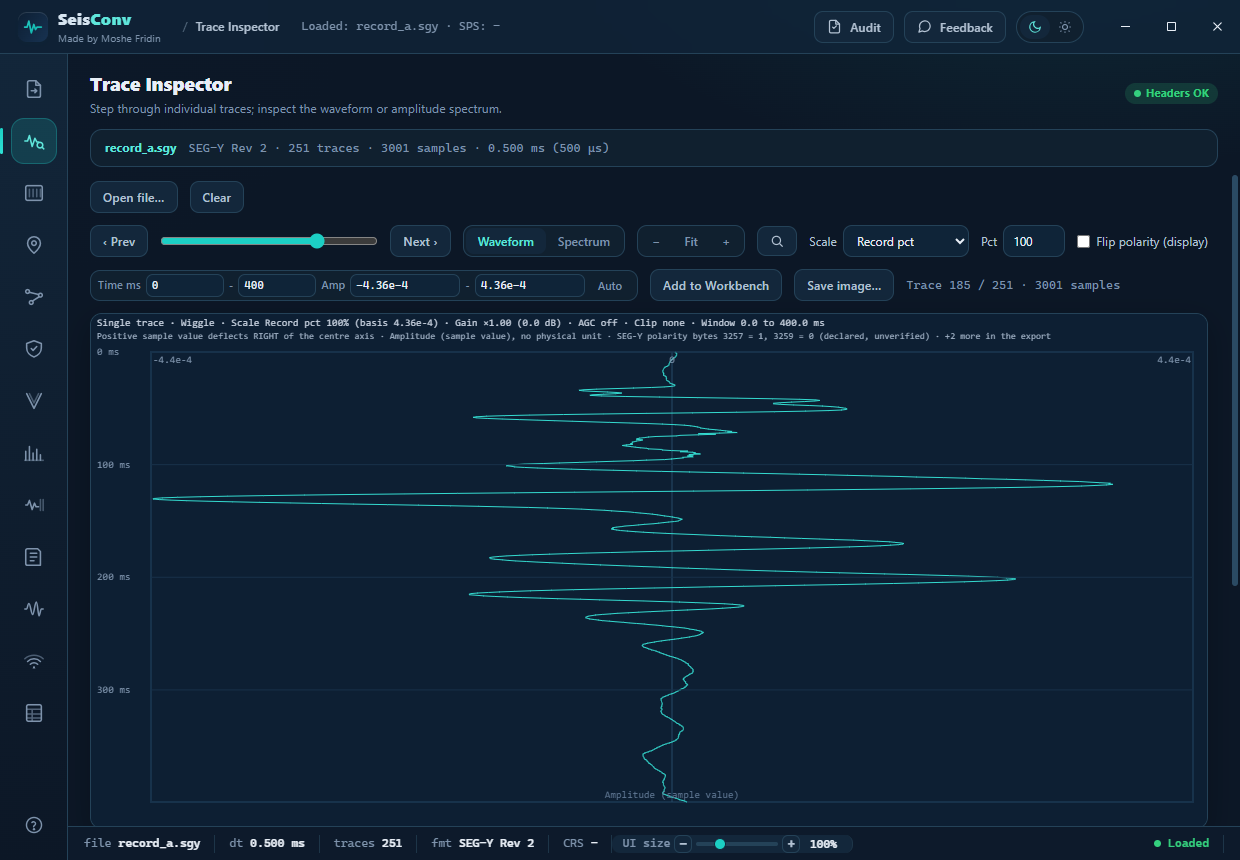 SeisConv
Made by Moshe Fridin
/ Trace Inspector
Loaded: record_a.sgy · SPS: —
Audit
Feedback
Trace Inspector
Step through individual traces; inspect the waveform or amplitude spectrum.
Headers OK
record_a.sgy SEG-Y Rev 2 · 251 traces · 3001 samples · 0.500 ms (500 µs)
Open file… Clear
‹ Prev Next › Waveform Spectrum − Fit + Scale Record pct Pct 100 Flip polarity (display)
Time ms 0 - 400 Amp -4.36e-4 - 4.36e-4 Auto Add to Workbench Save image… Trace 185 / 251 · 3001 samples
Single trace · Wiggle · Scale Record pct 100% (basis 4.36e-4) · Gain ×1.00 (0.0 dB) · AGC off · Clip none · Window 0.0 to 400.0 ms
Positive sample value deflects RIGHT of the centre axis · Amplitude (sample value), no physical unit · SEG-Y polarity bytes 3257 = 1, 3259 = 0 (declared, unverified) · +2 more in the export
0 ms
-4.4e-4 0 4.4e-4
100 ms
200 ms
300 ms
Amplitude (sample value)
file record_a.sgy dt 0.500 ms traces 251 fmt SEG-Y Rev 2 CRS — UI size − + 100% Loaded